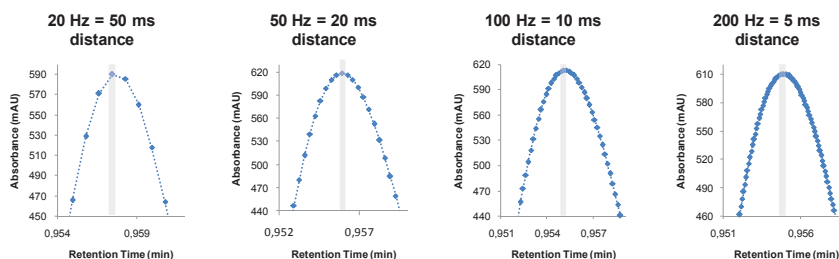 20 Hz = 50 ms
distance
Absorbance (mAU)
590
570
550
530
510
490
470
450
0,954
0,959
Retention Time (min)
50 Hz = 20 ms
distance
Absorbance (mAU)
620
590
560
530
500
470
440
0,952
0,957
Retention Time (min)
100 Hz = 10 ms
distance
Absorbance (mAU)
620
590
560
530
500
470
440
0,951
0,954
0,957
Retention Time (min)
200 Hz = 5 ms
distance
Absorbance (mAU)
610
580
550
520
490
460
0,951
0,956
Retention Time (min)